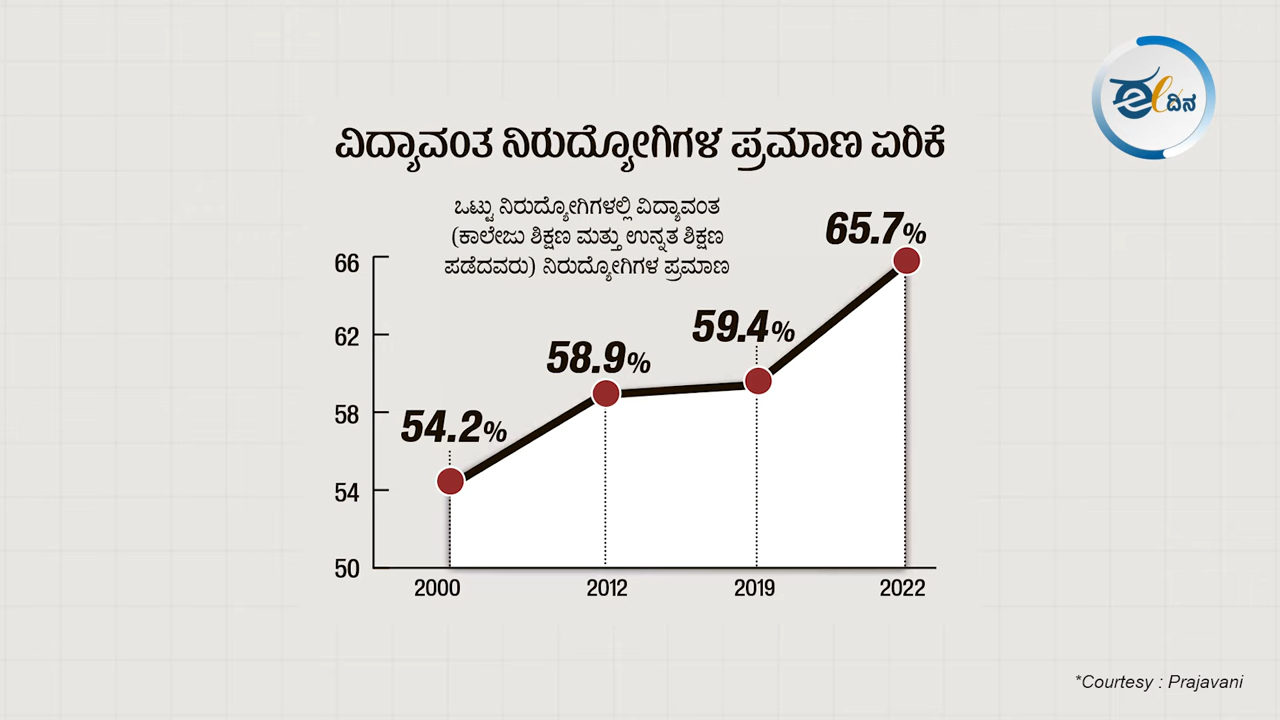 ಈ ದಿನ
ವಿದ್ಯಾವಂತ ನಿರುದ್ಯೋಗಿಗಳ ಪ್ರಮಾಣ ಏರಿಕೆ
ಒಟ್ಟು ನಿರುದ್ಯೋಗಿಗಳಲ್ಲಿ ವಿದ್ಯಾವಂತ
(ಕಾಲೇಜು ಶಿಕ್ಷಣ ಮತ್ತು ಉನ್ನತ ಶಿಕ್ಷಣ
ಪಡೆದವರು) ನಿರುದ್ಯೋಗಿಗಳ ಪ್ರಮಾಣ
65.7%
66
59.4%
62
58.9%
58
54.2%
54
50
2000 2012 2019 2022
*Courtesy : Prajavani